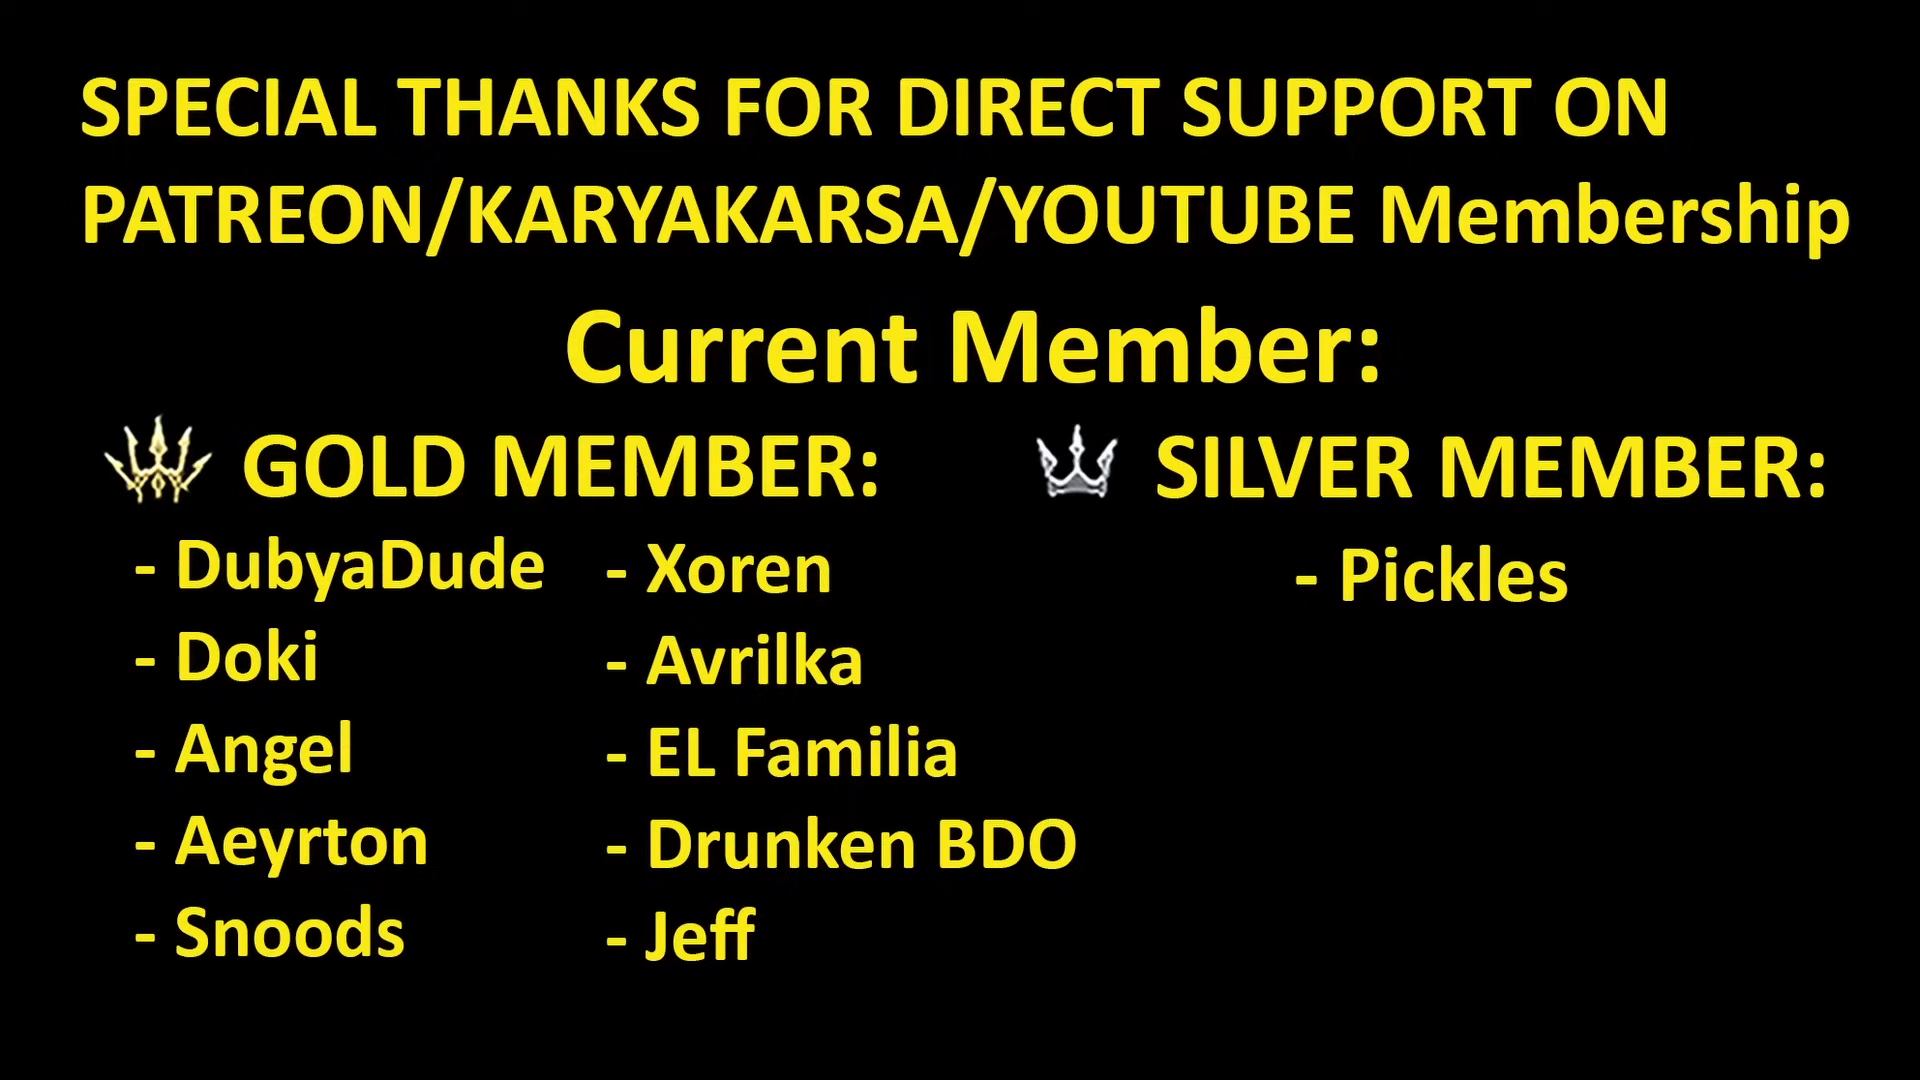 SPECIAL THANKS FOR DIRECT SUPPORT ON
PATREON/KARYAKARSA/YOUTUBE Membership
Current Member:
GOLD MEMBER:
- DubyaDude
- Doki
- Angel
- Aeyrton
- Snoods
- Xoren
- Avrilka
- EL Familia
- Drunken BDO
- Jeff
SILVER MEMBER:
- Pickles